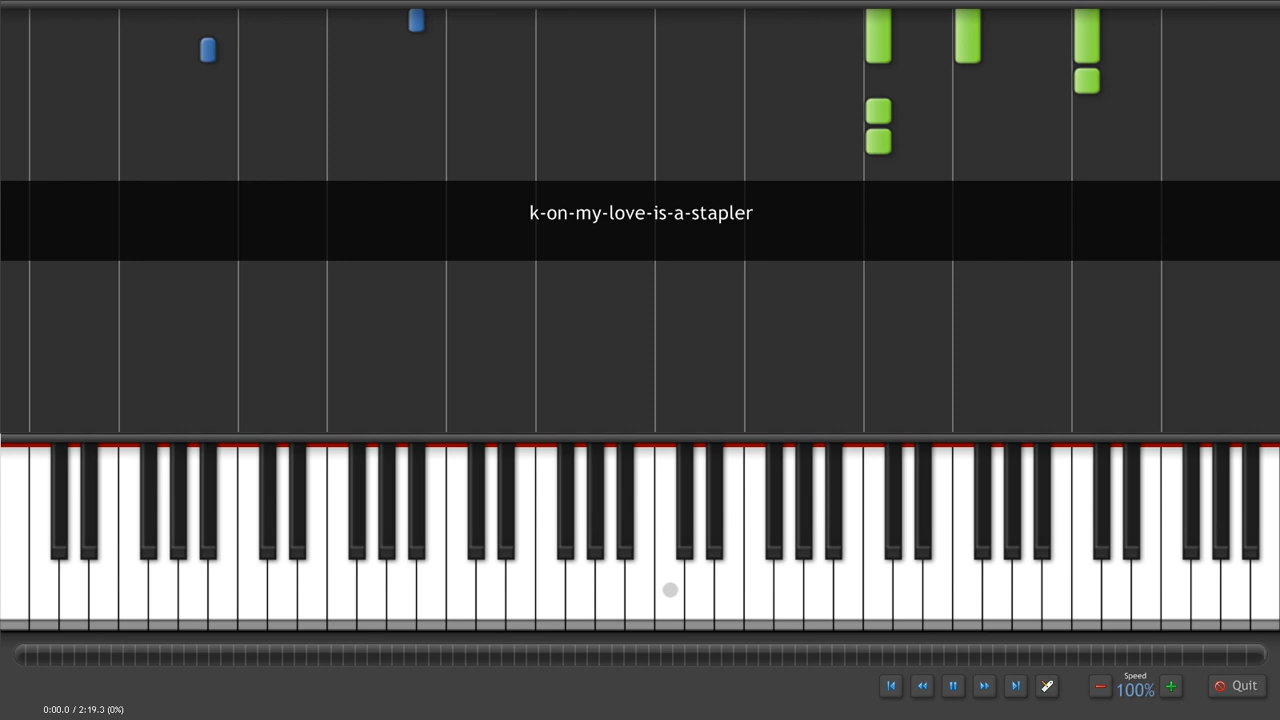 k-on-my-love-is-a-stapler
Speed
100%
Quit
0:00.0 / 2:19.3 (0%)